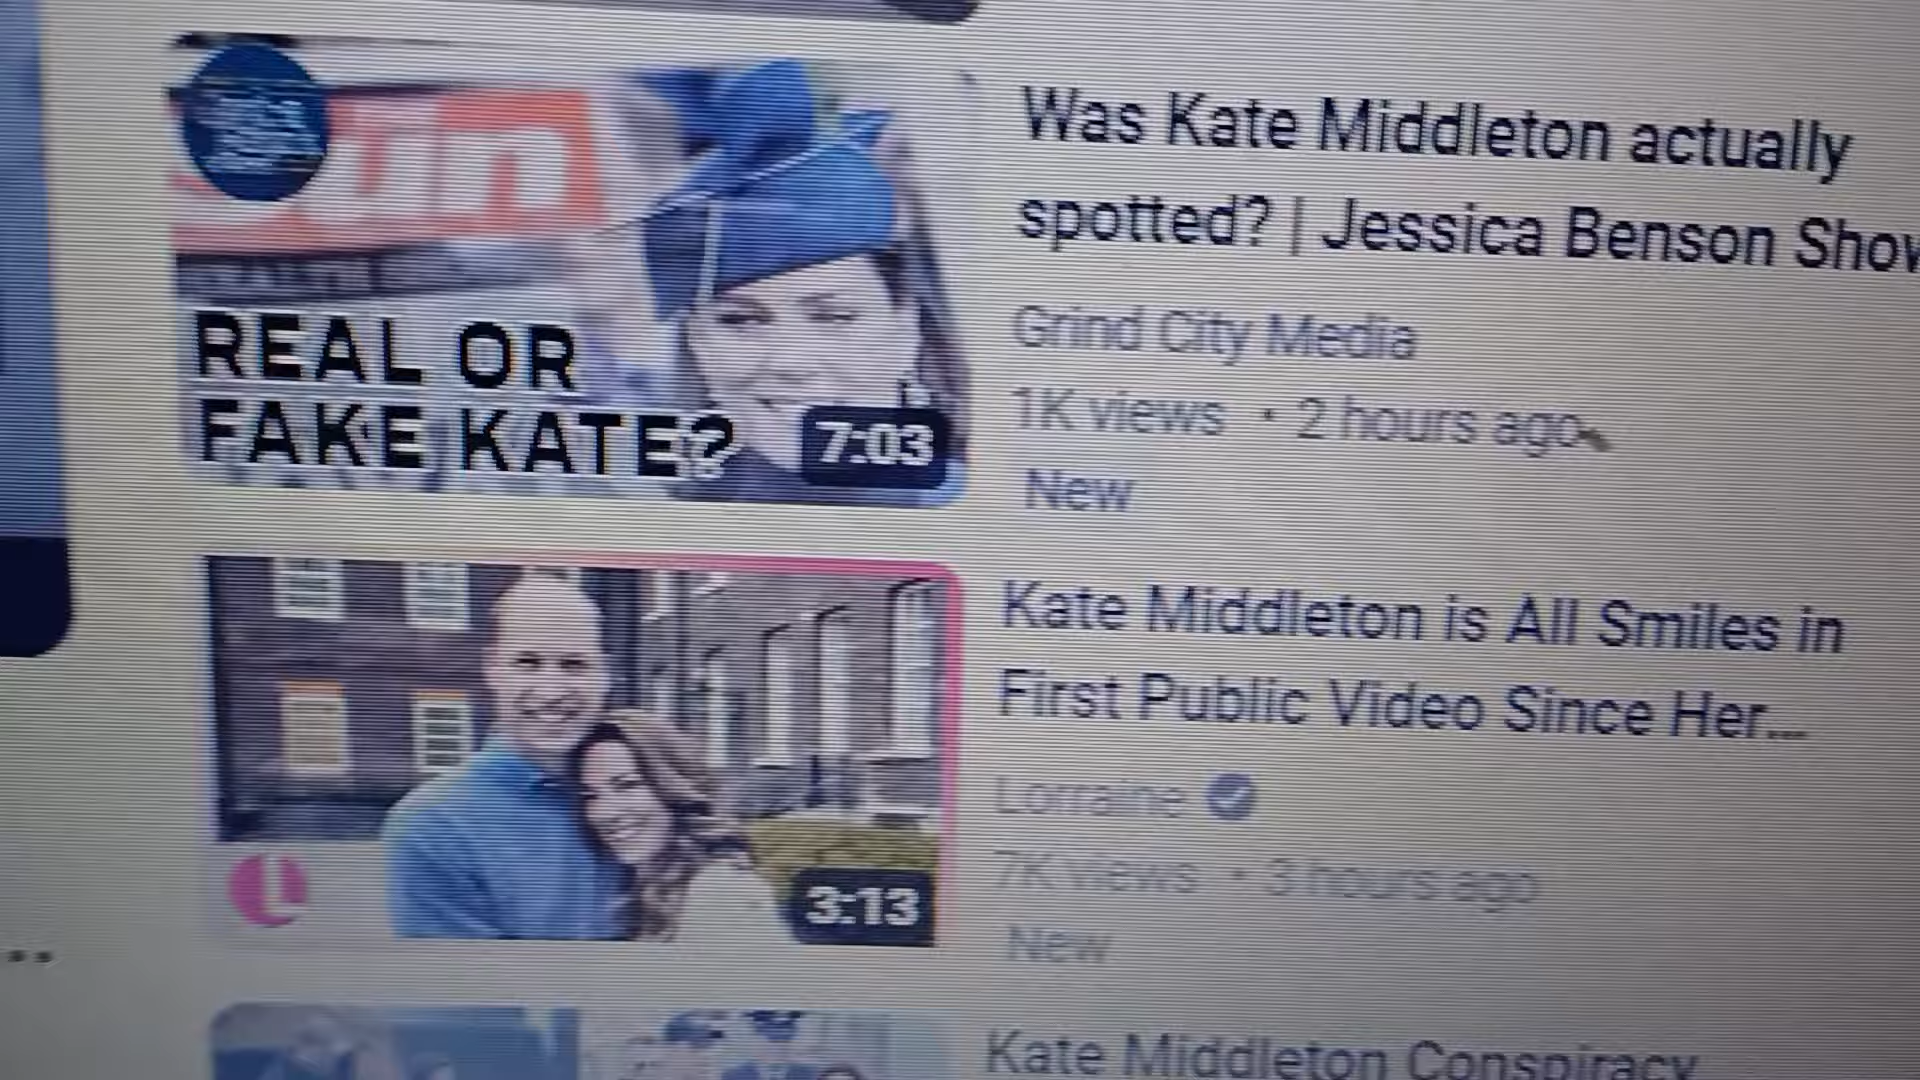 un
REAL OR
FAKE KATE?
7:03
Was Kate Middleton actually
spotted? | Jessica Benson Show
Grind City Media
1K views • 2 hours ago
New
L
3:13
Kate Middleton is All Smiles in
First Public Video Since Her...
Lorraine
7K views • 3 hours ago
New
Kate Middleton Conspiracy